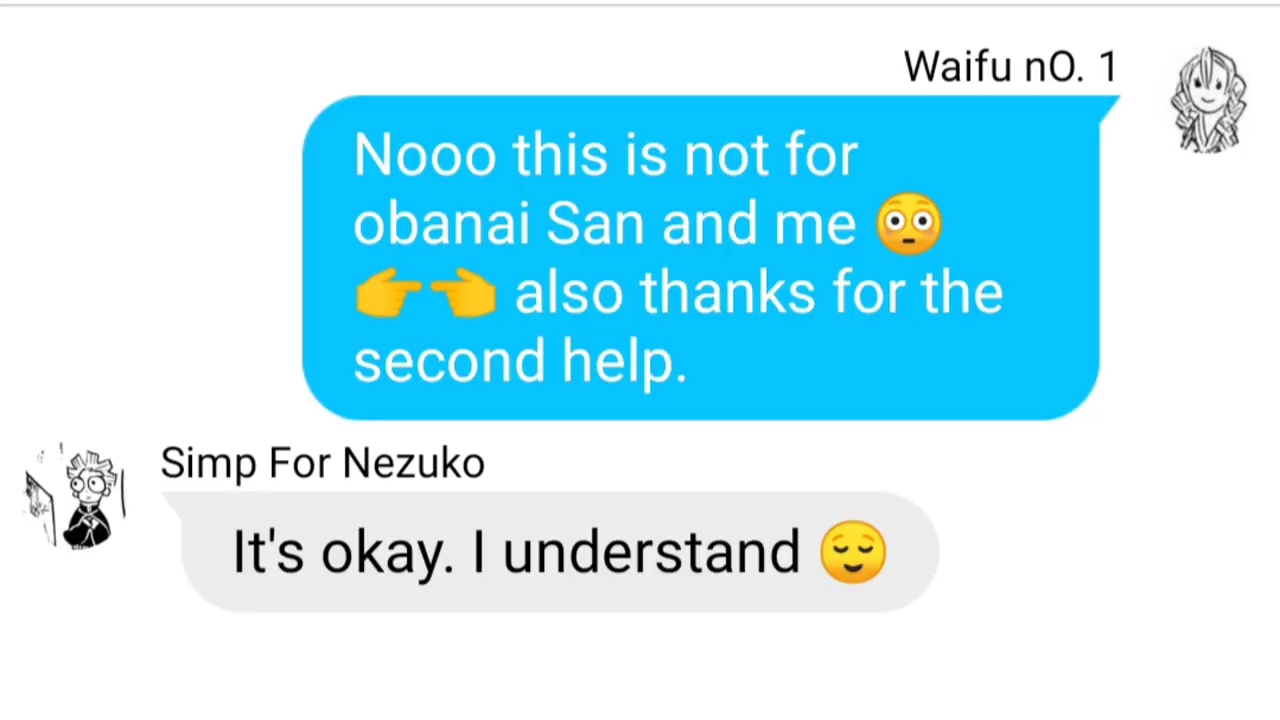 Waifu nO. 1
Nooo this is not for
obanai San and me 😳
👉👈 also thanks for the
second help.
Simp For Nezuko
It's okay. I understand 😌